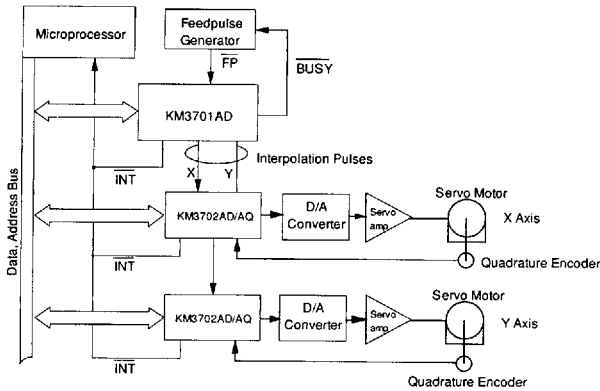 Microprocessor
Feedpulse
Generator
FP
BUSY
KM3701AD
Interpolation Pulses
X
Y
INT
Data, Address Bus
KM3702AD/AQ
D/A
Converter
Servo
amp.
Servo Motor
X Axis
INT
Quadrature Encoder
KM3702AD/AQ
D/A
Converter
Servo
amp
Servo Motor
Y Axis
INT
Quadrature Encoder